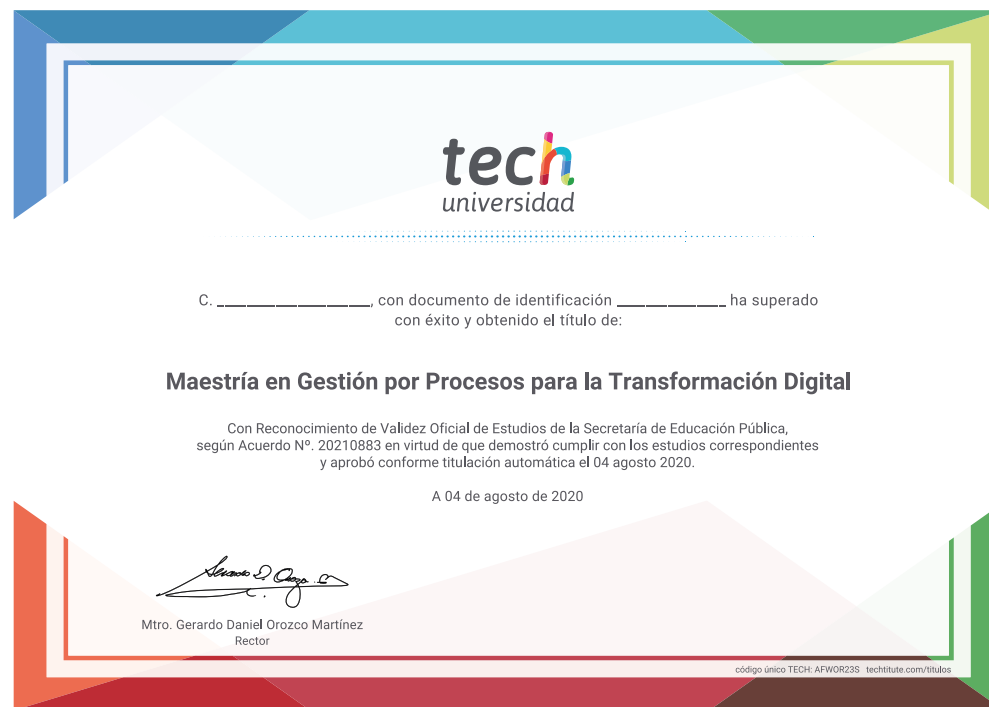 tech
universidad
C. __________________, con documento de identificación _____________ ha superado
con éxito y obtenido el título de:
Maestría en Gestión por Procesos para la Transformación Digital
Con Reconocimiento de Validez Oficial de Estudios de la Secretaría de Educación Pública,
según Acuerdo Nº. 20210883 en virtud de que demostró cumplir con los estudios correspondientes
y aprobó conforme titulación automática el 04 agosto 2020.
A 04 de agosto de 2020
Mtro. Gerardo Daniel Orozco Martínez
Rector
código único TECH: AFWOR23S techtitute.com/titulos